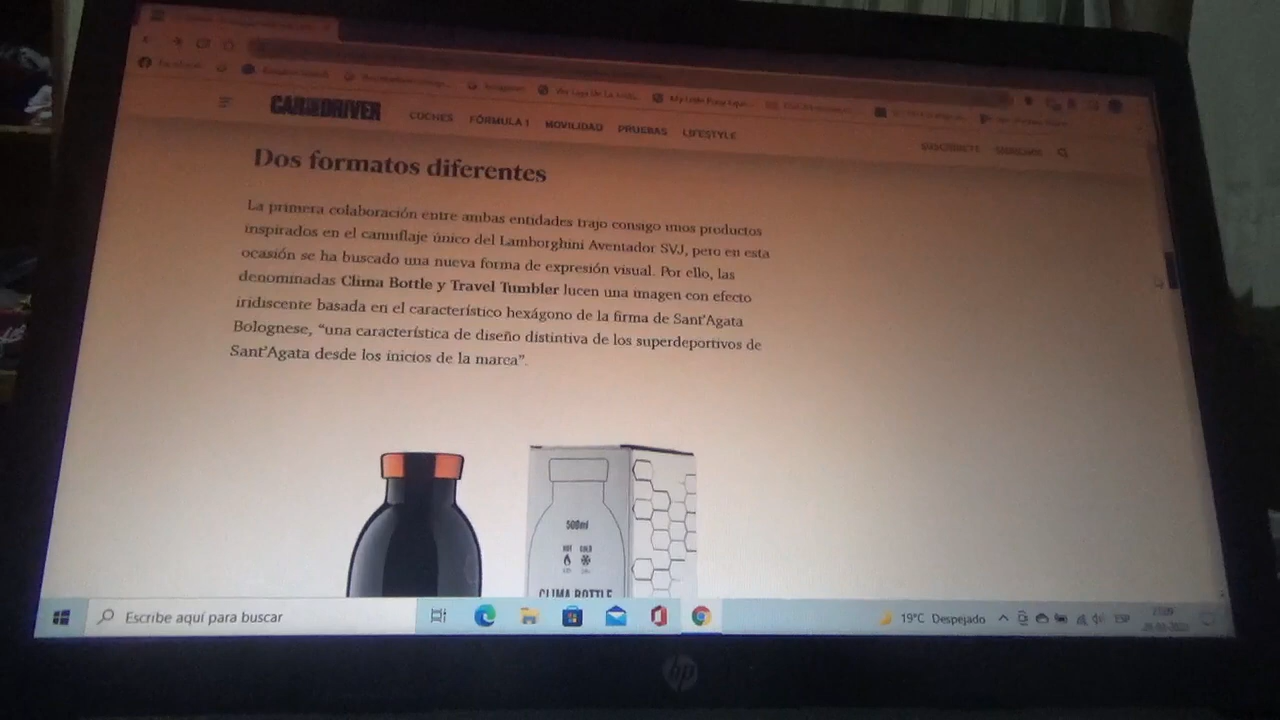 Facebook
CAR AND DRIVER
COCHES FÓRMULA 1 MOVILIDAD PRUEBAS LIFESTYLE
SUSCRÍBETE
Dos formatos diferentes
La primera colaboración entre ambas entidades trajo consigo unos productos
inspirados en el camuflaje único del Lamborghini Aventador SVJ, pero en esta
ocasión se ha buscado una nueva forma de expresión visual. Por ello, las
denominadas Clima Bottle y Travel Tumbler lucen una imagen con efecto
iridiscente basada en el característico hexágono de la firma de Sant'Agata
Bolognese, “una característica de diseño distintiva de los superdeportivos de
Sant'Agata desde los inicios de la marca”.
500ml
HOT COLD
CLIMA BOTTLE
Escribe aquí para buscar
19°C Despejado
ESP
hp